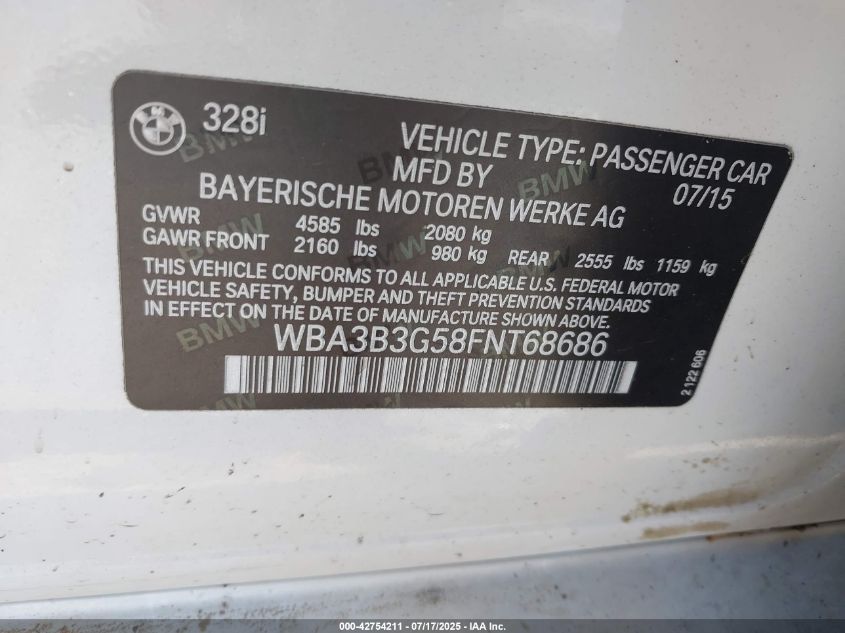 328i
VEHICLE TYPE: PASSENGER CAR
MFD BY 07/15
BAYERISCHE MOTOREN WERKE AG
GVWR 4585 lbs 2080 kg
GAWR FRONT 2160 lbs 980 kg REAR 2555 lbs 1159 kg
THIS VEHICLE CONFORMS TO ALL APPLICABLE U.S. FEDERAL MOTOR
VEHICLE SAFETY, BUMPER AND THEFT PREVENTION STANDARDS
IN EFFECT ON THE DATE OF MANUFACTURE SHOWN ABOVE.
WBA3B3G58FNT68686
2 122 606
000-42754211 - 07/17/2025 - IAA Inc.